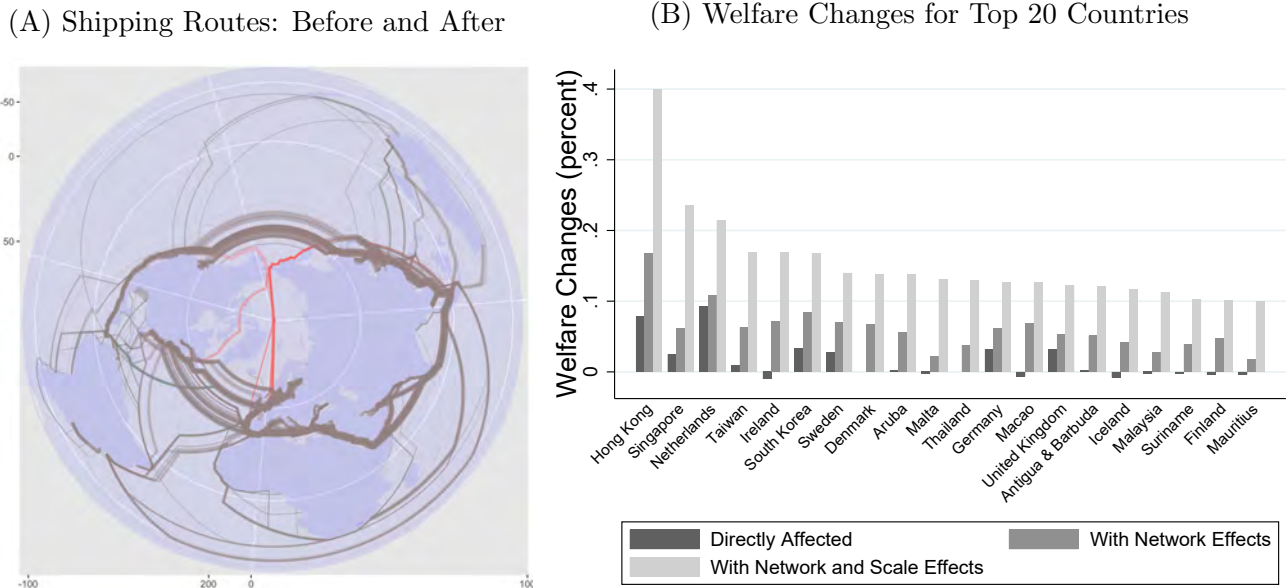 (A) Shipping Routes: Before and After
-50
0
50
-100
200
0
100
(B) Welfare Changes for Top 20 Countries
Welfare Changes (percent)
.4
.3
.2
.1
0
Hong Kong
Singapore
Netherlands
Taiwan
Ireland
South Korea
Sweden
Denmark
Aruba
Malta
Thailand
Germany
Macao
United Kingdom
Antigua & Barbuda
Iceland
Malaysia
Suriname
Finland
Mauritius
Directly Affected
With Network Effects
With Network and Scale Effects